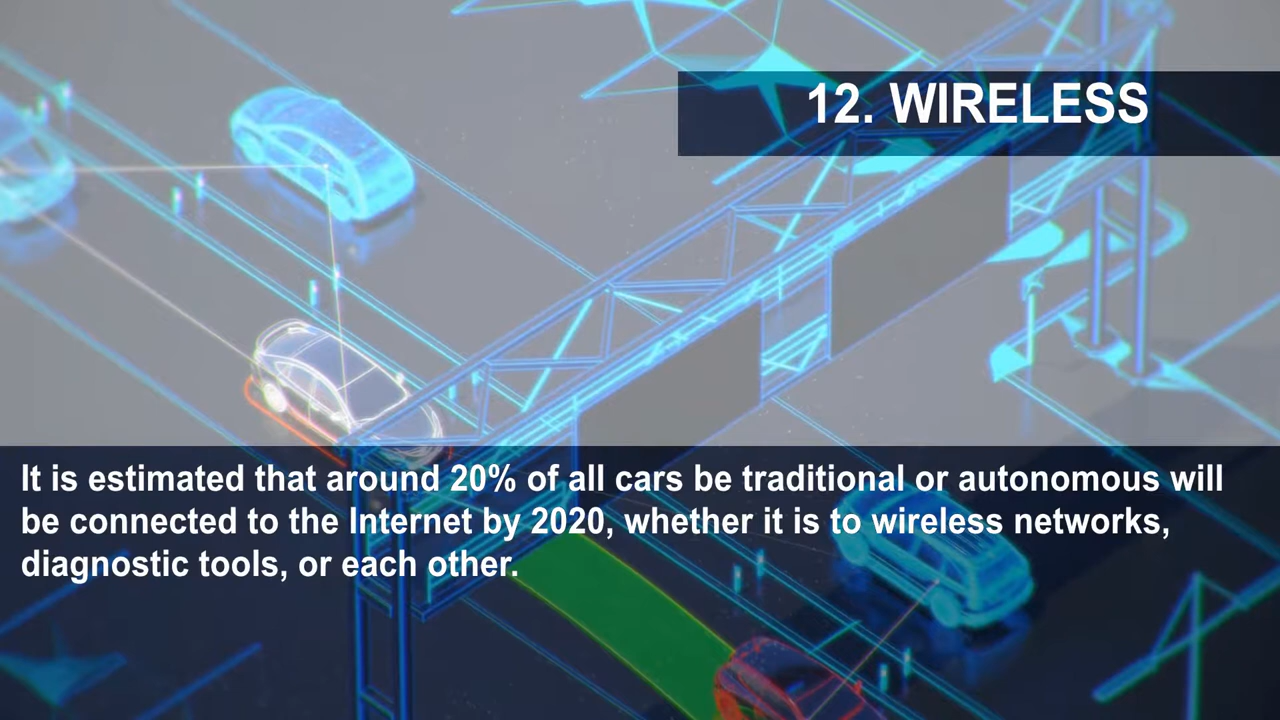 12. WIRELESS
It is estimated that around 20% of all cars be traditional or autonomous will
be connected to the Internet by 2020, whether it is to wireless networks,
diagnostic tools, or each other.